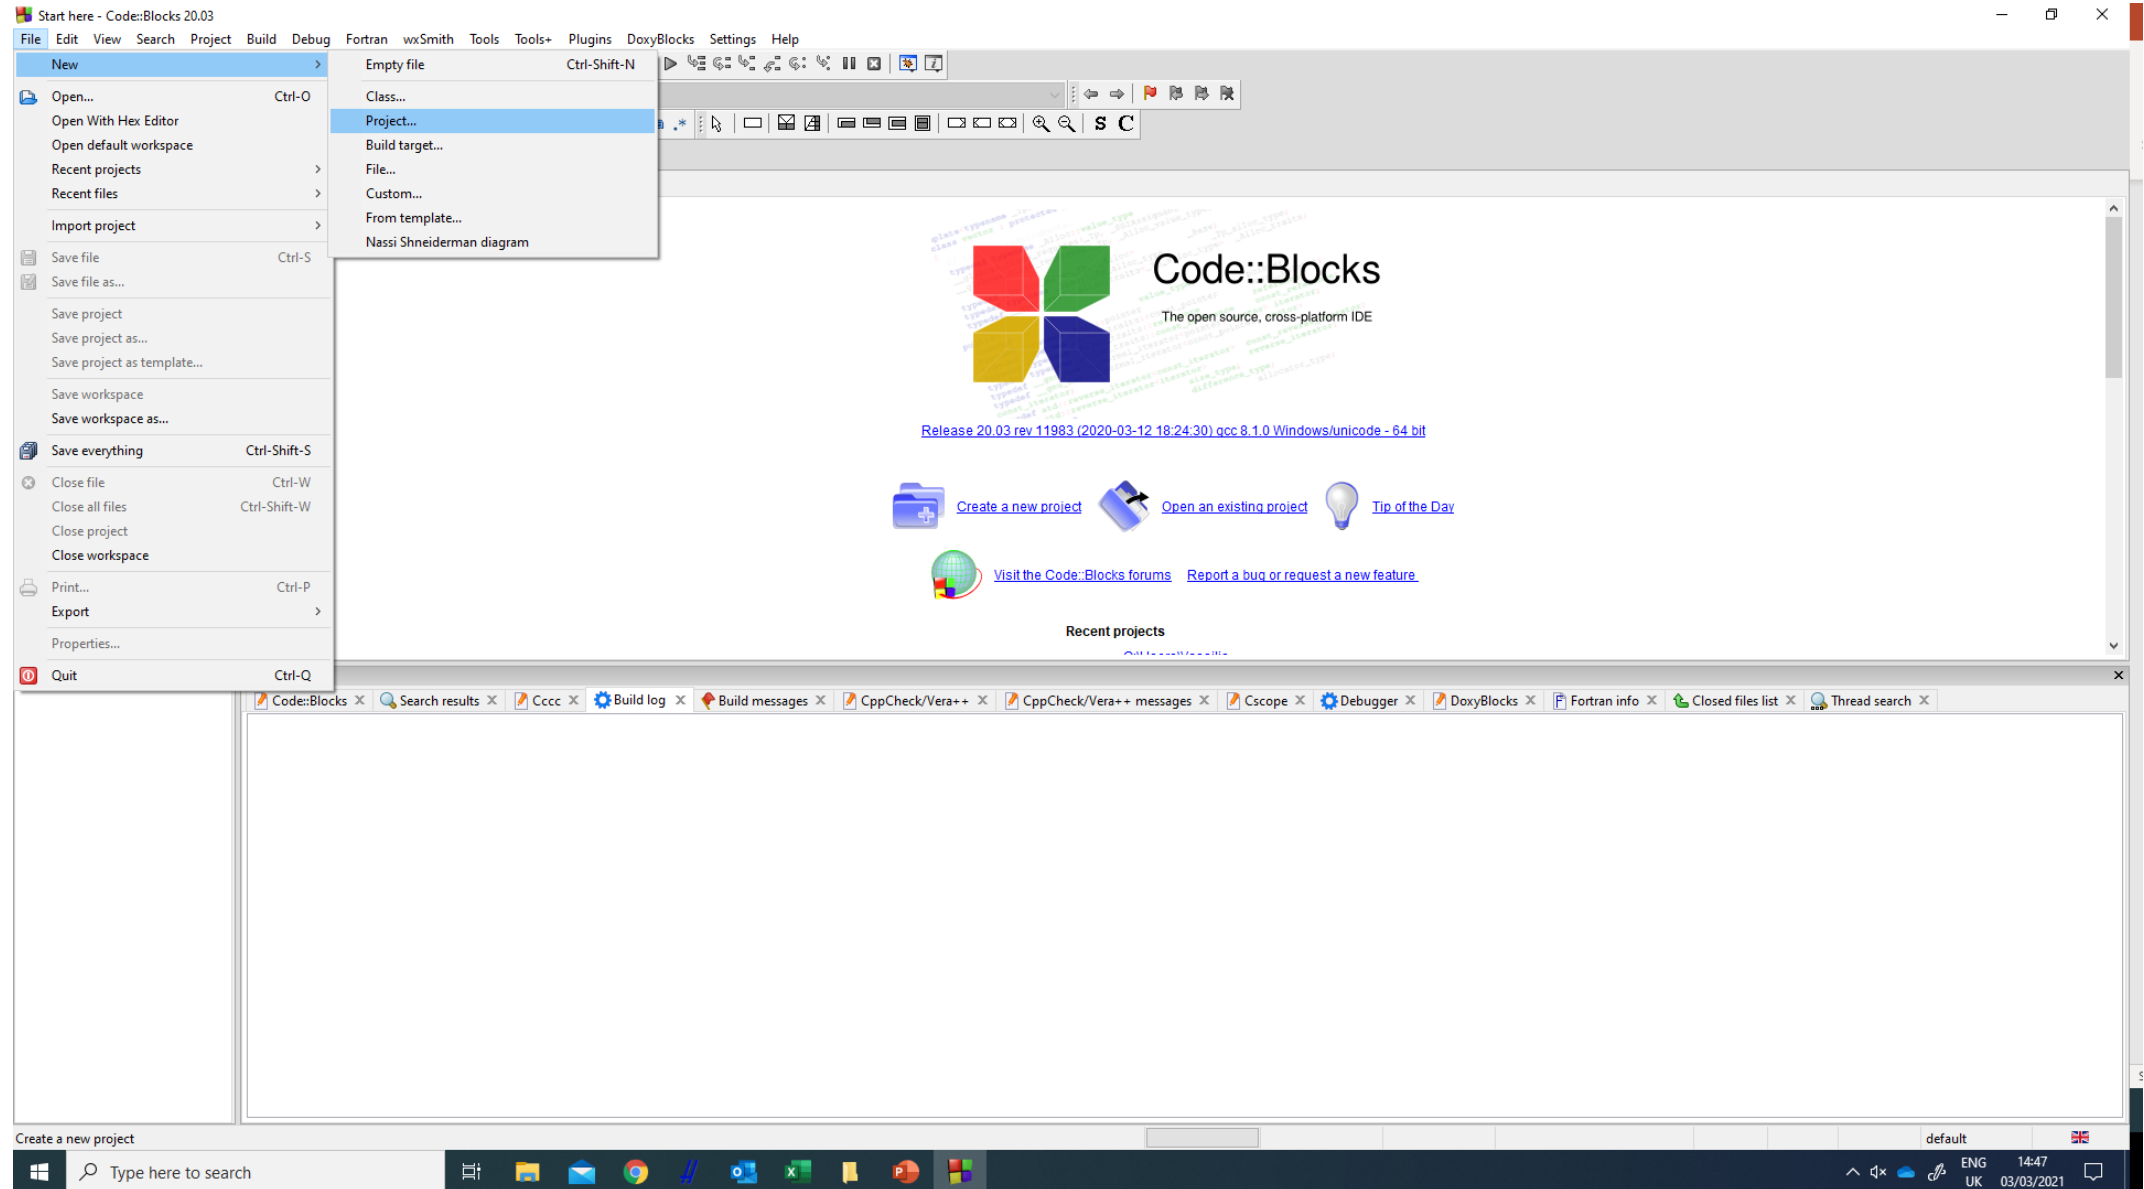 Start here - Code::Blocks 20.03
File Edit View Search Project Build Debug Fortran wxSmith Tools Tools+ Plugins DoxyBlocks Settings Help
New
Open... Ctrl-O
Open With Hex Editor
Open default workspace
Recent projects
Recent files
Import project
Save file Ctrl-S
Save file as...
Save project
Save project as...
Save project as template...
Save workspace
Save workspace as...
Save everything Ctrl-Shift-S
Close file Ctrl-W
Close all files Ctrl-Shift-W
Close project
Close workspace
Print... Ctrl-P
Export
Properties...
Quit Ctrl-Q
Empty file Ctrl-Shift-N
Class...
Project...
Build target...
File...
Custom...
From template...
Nassi Shneiderman diagram
.* S C
Code::Blocks
The open source, cross-platform IDE
Release 20.03 rev 11983 (2020-03-12 18:24:30) gcc 8.1.0 Windows/unicode - 64 bit
Create a new project Open an existing project Tip of the Day
Visit the Code::Blocks forums Report a bug or request a new feature
Recent projects
Code::Blocks Search results Cccc Build log Build messages CppCheck/Vera++ CppCheck/Vera++ messages Cscope Debugger DoxyBlocks Fortran info Closed files list Thread search
Create a new project default
Type here to search
ENG 14:47
UK 03/03/2021